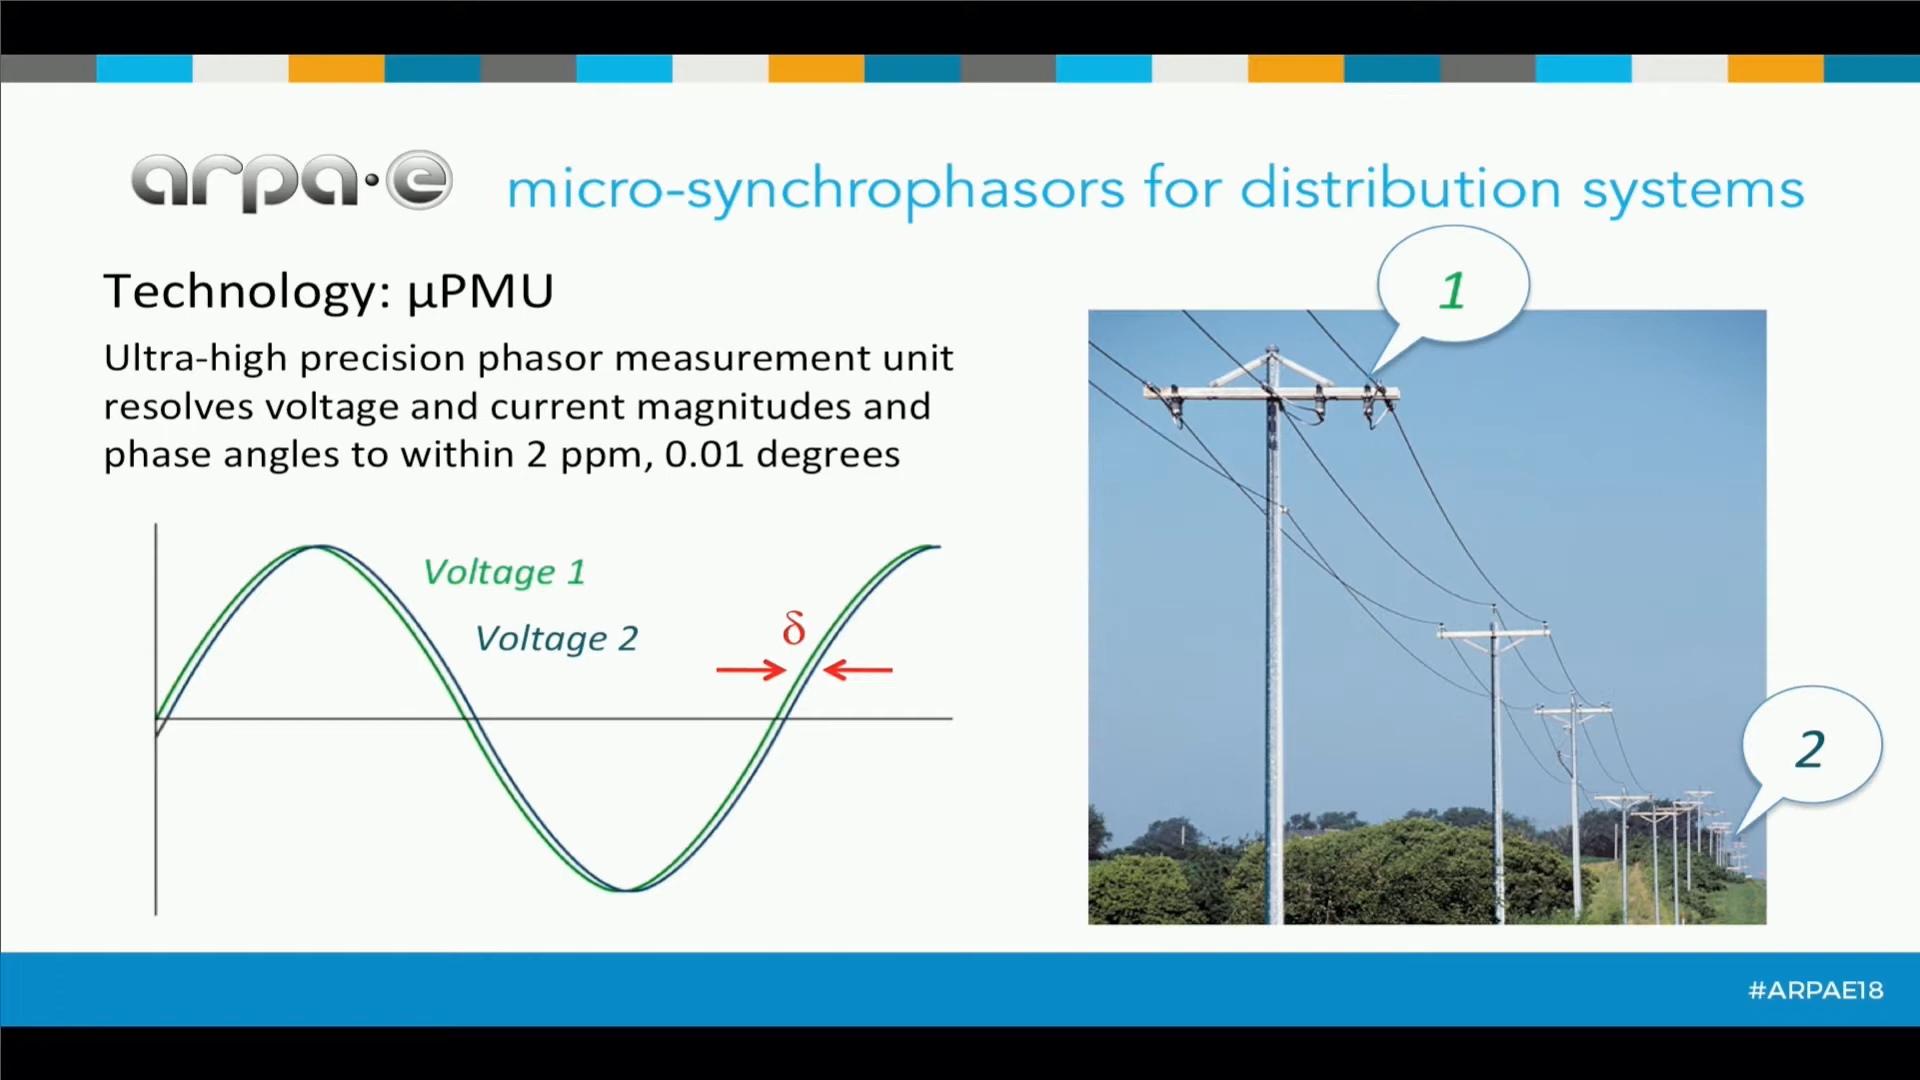 arpa·e
micro-synchrophasors for distribution systems
Technology: µPMU
Ultra-high precision phasor measurement unit
resolves voltage and current magnitudes and
phase angles to within 2 ppm, 0.01 degrees
Voltage 1
Voltage 2
δ
1
2
#ARPAE18